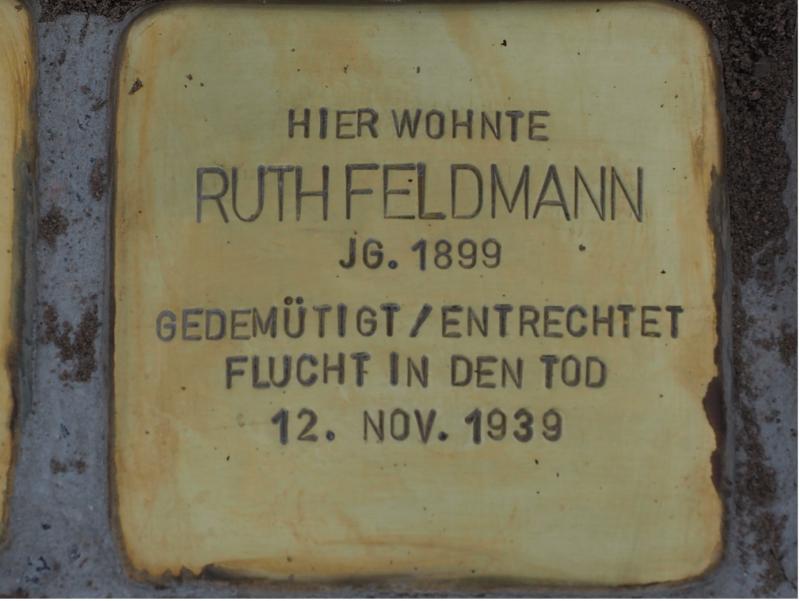 HIER WOHNTE
RUTH FELDMANN
JG. 1899
GEDEMÜTIGT/ENTRECHTET
FLUCHT IN DEN TOD
12. NOV. 1939